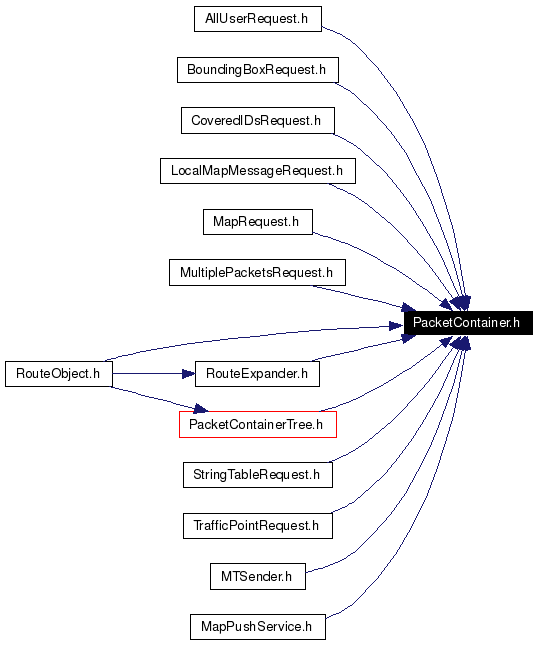 AllUserRequest.h
BoundingBoxRequest.h
CoveredIDsRequest.h
LocalMapMessageRequest.h
MapRequest.h
MultiplePacketsRequest.h
PacketContainer.h
RouteObject.h
RouteExpander.h
PacketContainerTree.h
StringTableRequest.h
TrafficPointRequest.h
MTSender.h
MapPushService.h